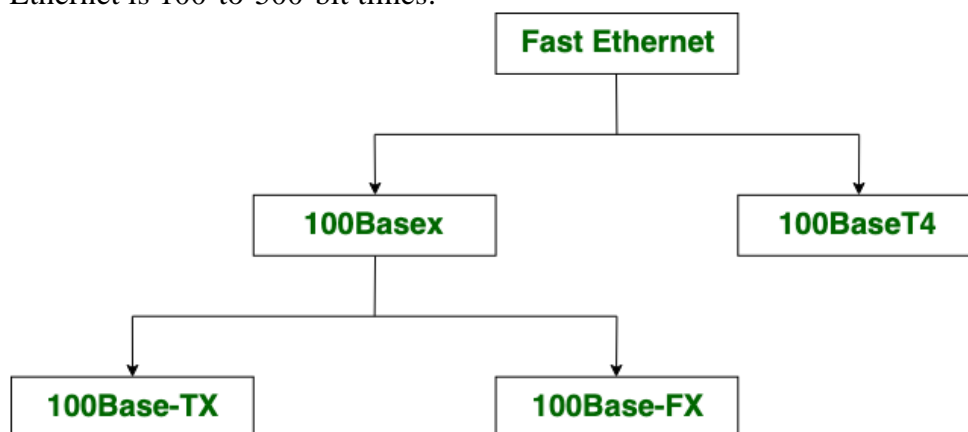 Ethernet is 100-to-500-bit times.
Fast Ethernet
100Basex
100BaseT4
100Base-TX
100Base-FX